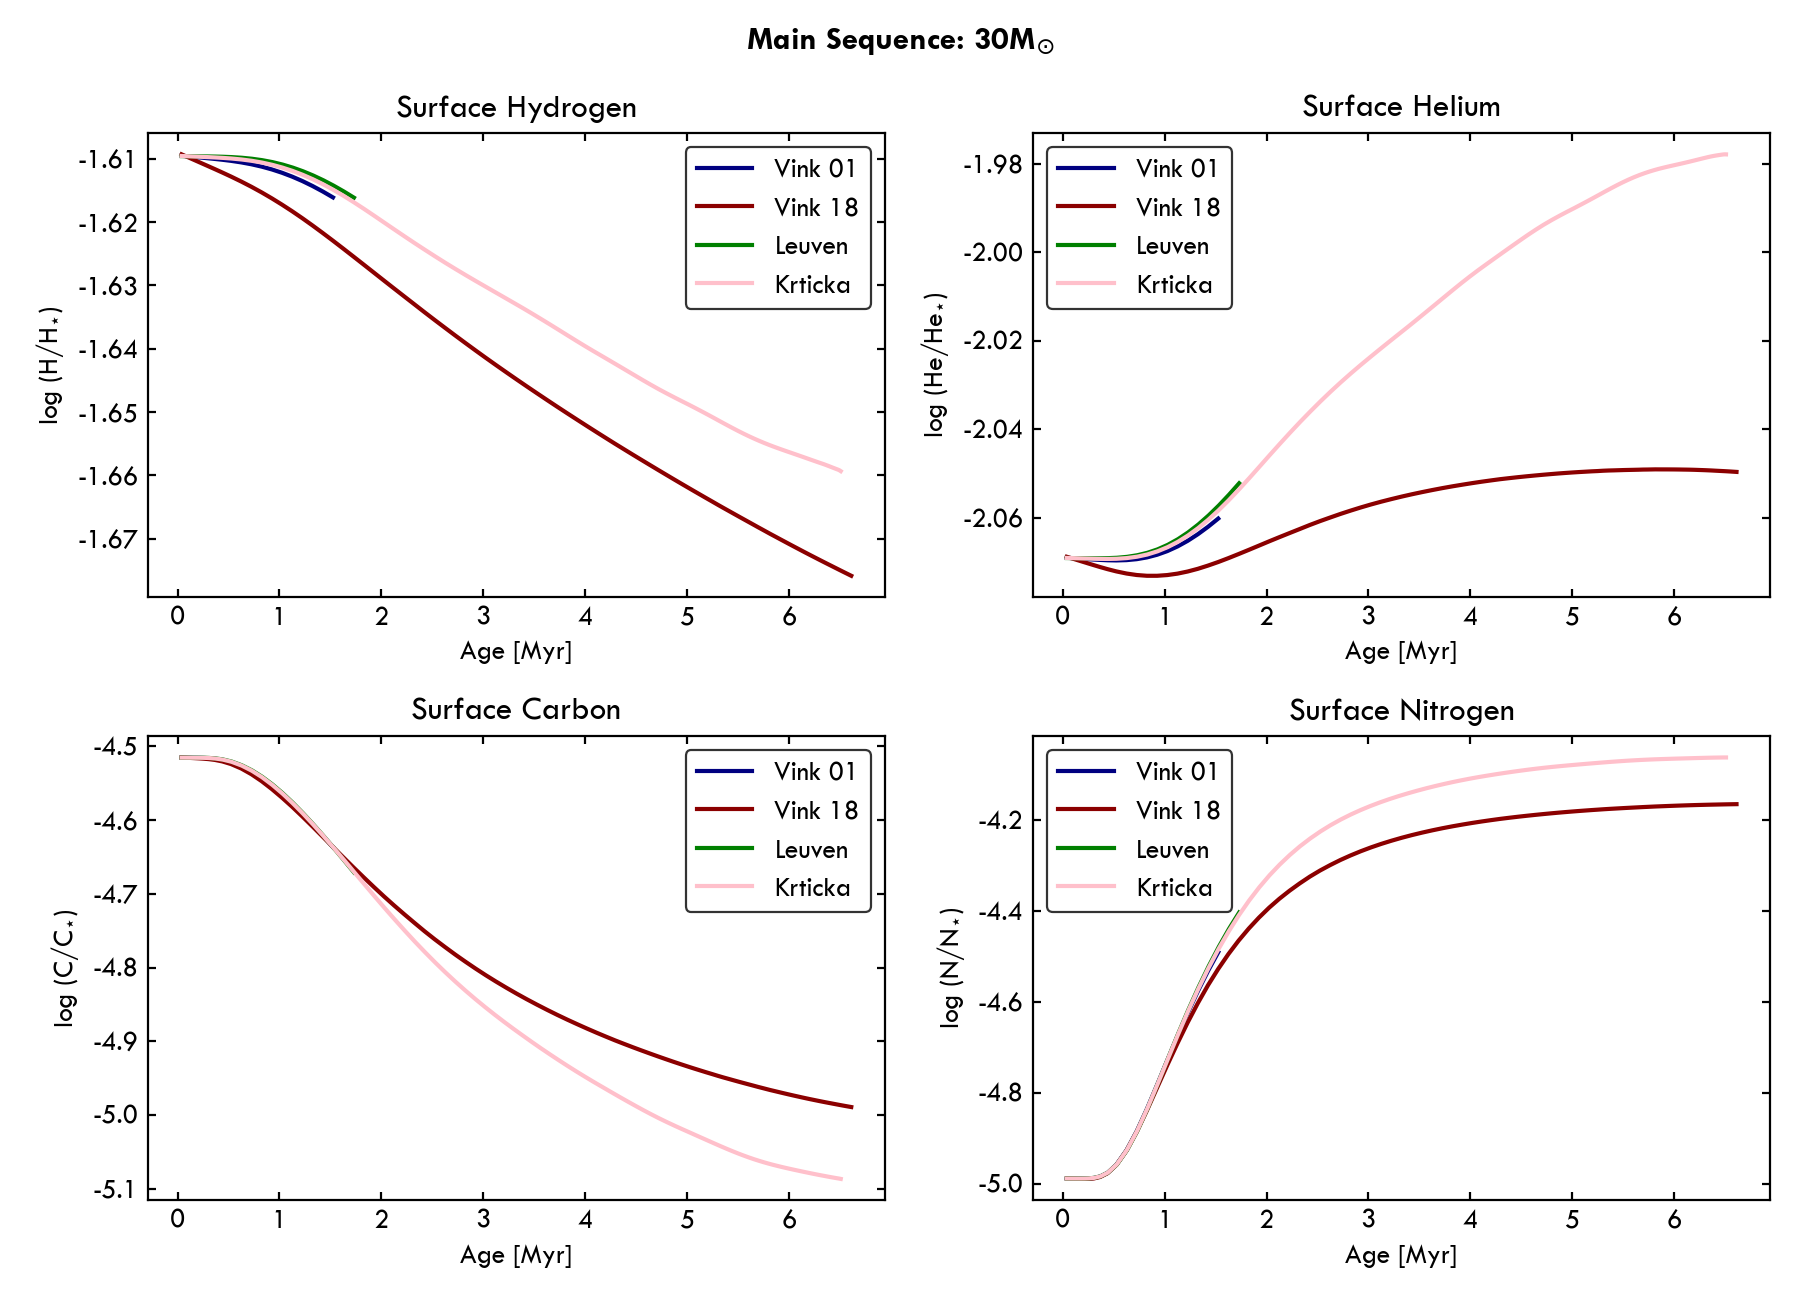 Main Sequence: 30M⊙
Surface Hydrogen
-1.61
-1.62
-1.63
-1.64
-1.65
-1.66
-1.67
log (H/H⋆)
0 1 2 3 4 5 6
Age [Myr]
Vink 01
Vink 18
Leuven
Krticka
Surface Helium
-1.98
-2.00
-2.02
-2.04
-2.06
log (He/He⋆)
0 1 2 3 4 5 6
Age [Myr]
Vink 01
Vink 18
Leuven
Krticka
Surface Carbon
-4.5
-4.6
-4.7
-4.8
-4.9
-5.0
-5.1
log (C/C⋆)
0 1 2 3 4 5 6
Age [Myr]
Vink 01
Vink 18
Leuven
Krticka
Surface Nitrogen
-4.2
-4.4
-4.6
-4.8
-5.0
log (N/N⋆)
0 1 2 3 4 5 6
Age [Myr]
Vink 01
Vink 18
Leuven
Krticka